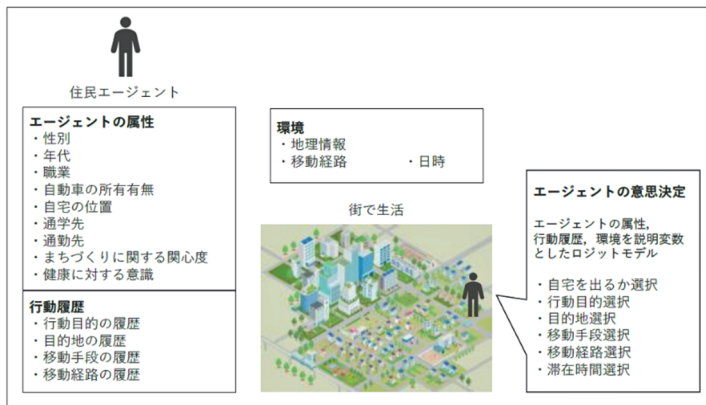 住民エージェント
エージェントの属性
・性別
・年代
・職業
・自動車の所有有無
・自宅の位置
・通学先
・通勤先
・まちづくりに関する関心度
・健康に対する意識
行動履歴
・行動目的の履歴
・目的地の履歴
・移動手段の履歴
・移動経路の履歴
環境
・地理情報
・移動経路 ・日時
街で生活
エージェントの意思決定
エージェントの属性,
行動履歴, 環境を説明変数
としたロジットモデル
・自宅を出るか選択
・行動目的選択
・目的地選択
・移動手段選択
・移動経路選択
・滞在時間選択